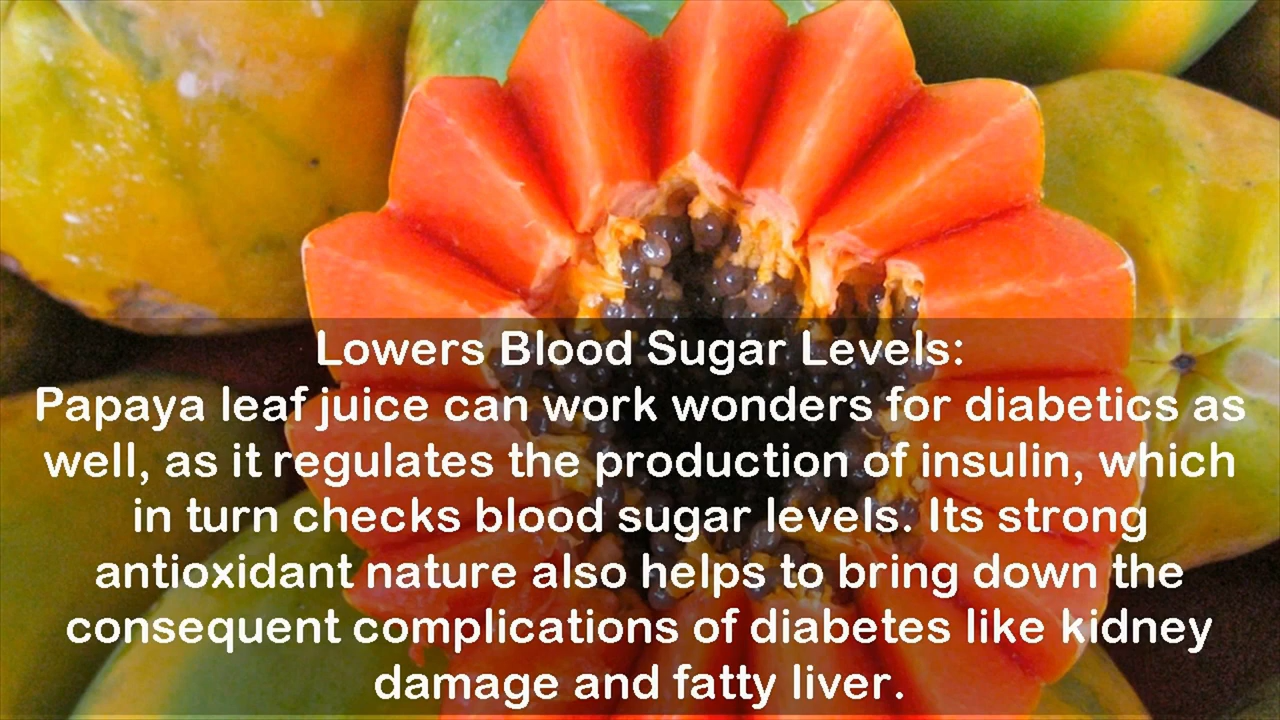 Lowers Blood Sugar Levels:
Papaya leaf juice can work wonders for diabetics as
well, as it regulates the production of insulin, which
in turn checks blood sugar levels. Its strong
antioxidant nature also helps to bring down the
consequent complications of diabetes like kidney
damage and fatty liver.